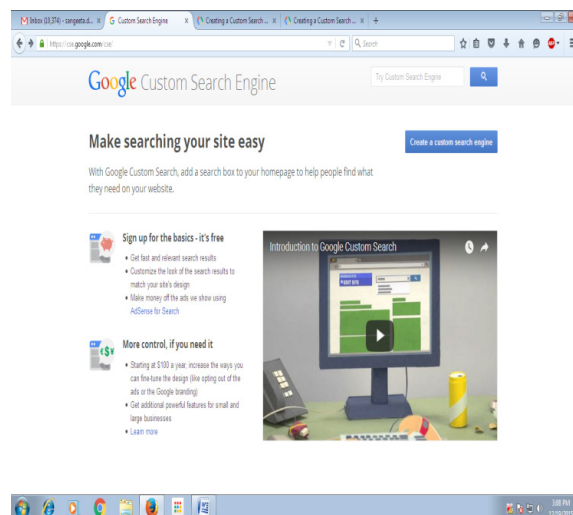 Inbox (13,374) - sangeeta.d... ×
Custom Search Engine ×
Creating a Custom Search ... ×
Creating a Custom Search ... × +
https://cse.google.com/cse/
Search
Google Custom Search Engine
Try Custom Search Engine
Make searching your site easy
Create a custom search engine
With Google Custom Search, add a search box to your homepage to help people find what
they need on your website.
Sign up for the basics - it's free
• Get fast and relevant search results
• Customize the look of the search results to
match your site's design
• Make money off the ads we show using
AdSense for Search
More control, if you need it
• Starting at $100 a year, increase the ways you
can fine-tune the design (like opting out of the
ads or the Google branding)
• Get additional powerful features for small and
large businesses
• Learn more
Introduction to Google Custom Search
EDIT SITE
3:08 PM